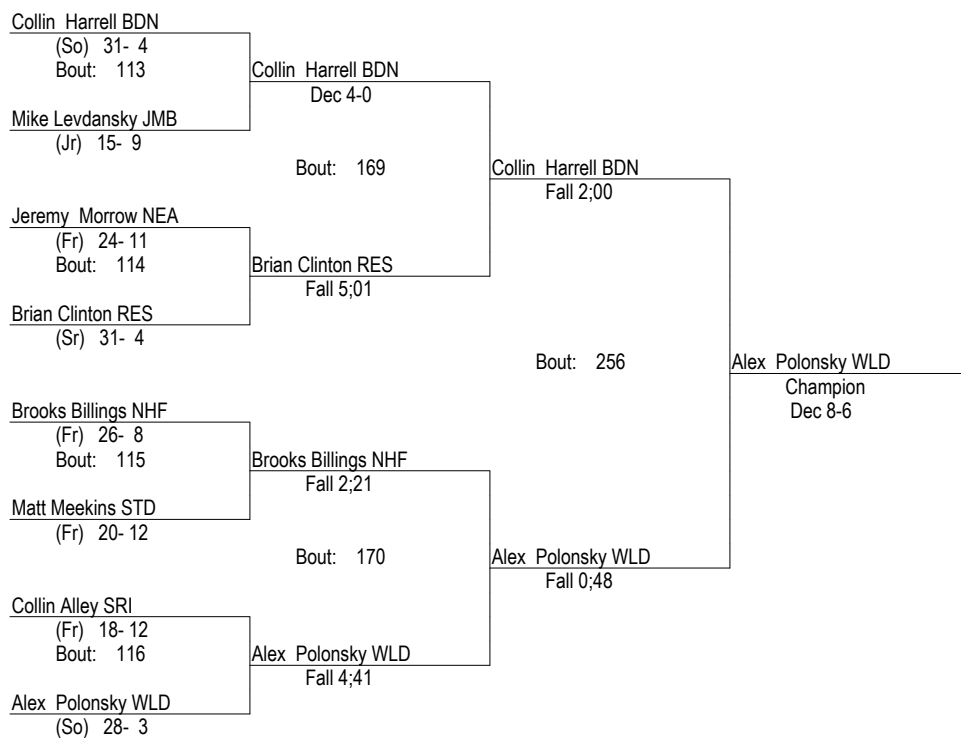 Collin Harrell BDN
(So) 31- 4
Bout: 113
Collin Harrell BDN
Dec 4-0
Mike Levdansky JMB
(Jr) 15- 9
Bout: 169
Collin Harrell BDN
Fall 2;00
Jeremy Morrow NEA
(Fr) 24- 11
Bout: 114
Brian Clinton RES
Fall 5;01
Brian Clinton RES
(Sr) 31- 4
Bout: 256
Alex Polonsky WLD
Champion
Dec 8-6
Brooks Billings NHF
(Fr) 26- 8
Bout: 115
Brooks Billings NHF
Fall 2;21
Matt Meekins STD
(Fr) 20- 12
Bout: 170
Alex Polonsky WLD
Fall 0;48
Collin Alley SRI
(Fr) 18- 12
Bout: 116
Alex Polonsky WLD
Fall 4;41
Alex Polonsky WLD
(So) 28- 3